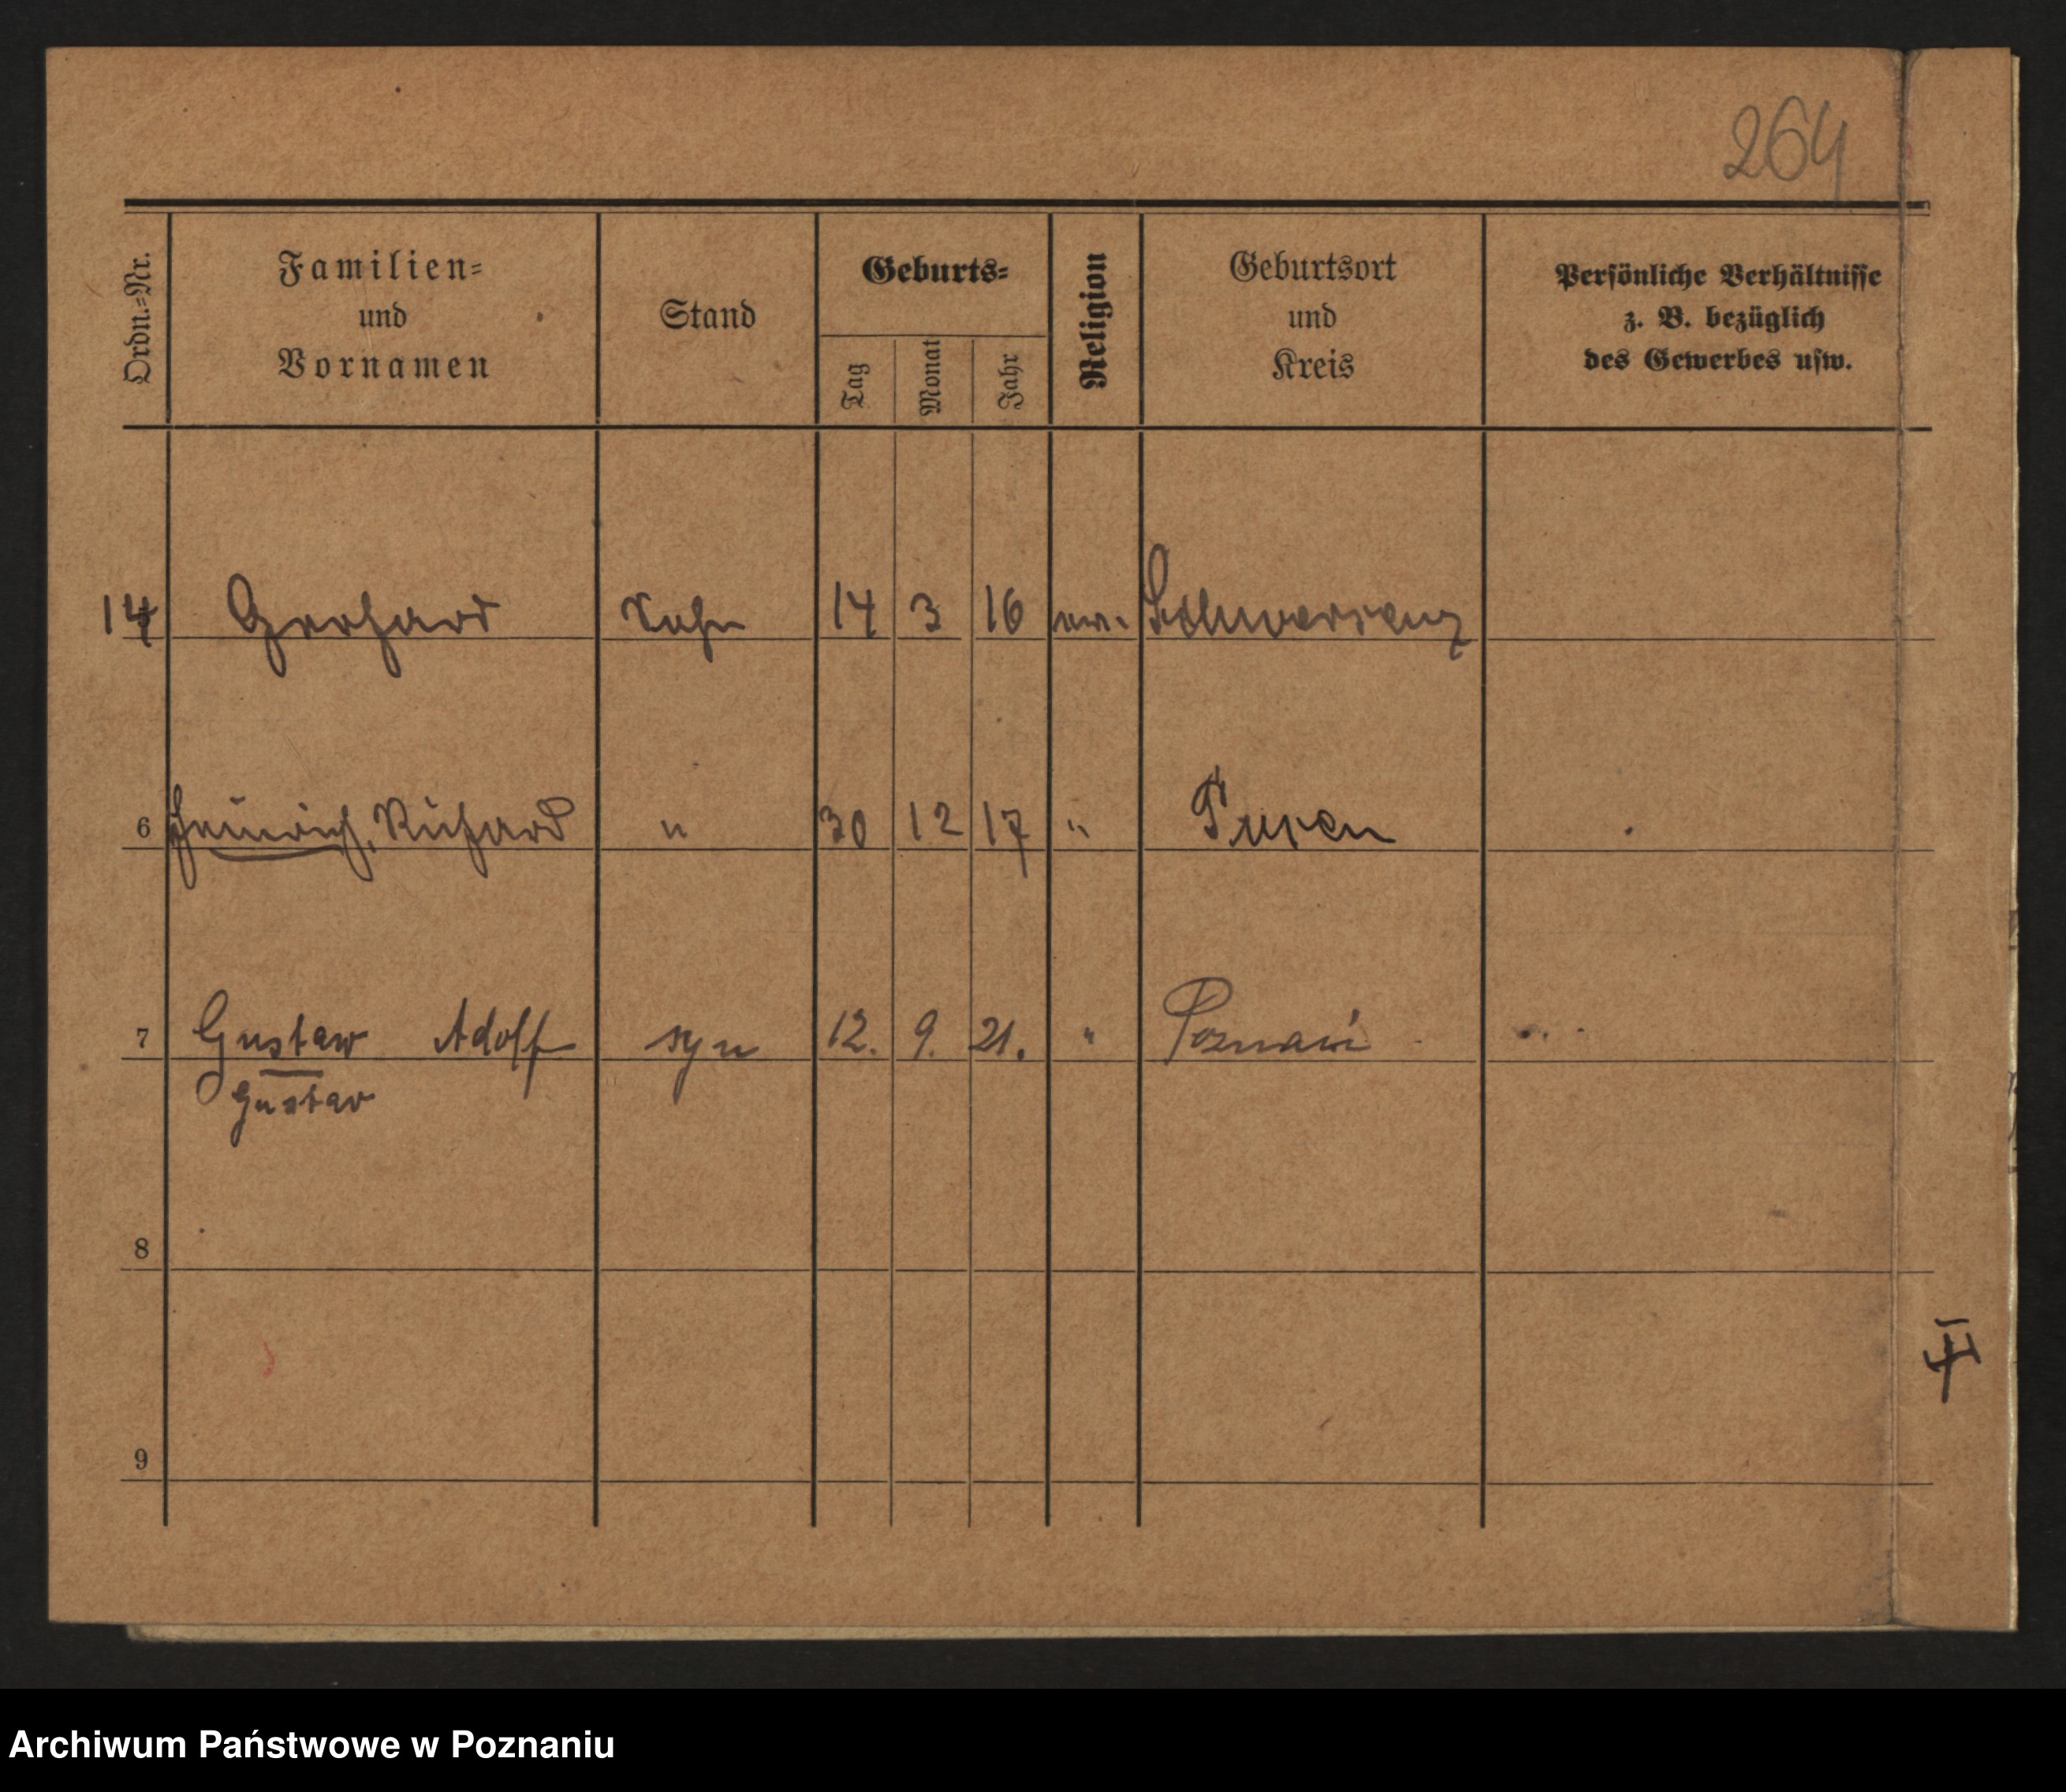 264
Ordn.=Nr.
Familien=
und
Vornamen
Stand
Geburts=
Tag
Monat
Jahr
Religion
Geburtsort
und
Kreis
Persönliche Verhältnisse
z. B. bezüglich
des Gewerbes usw.
14 Gerhard Sohn 14 3 16 ev. Schwersenz
6 Heinrich, Richard " 30 12 17 " Posen
7 Gustaw Adolf syn 12. 9. 21. " Poznań
Gustav
8
9
Archiwum Państwowe w Poznaniu